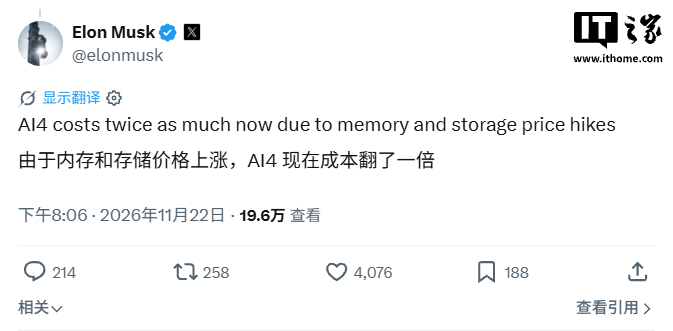 Elon Musk
IT之家
@elonmusk
www.ithome.com
显示翻译
AI4 costs twice as much now due to memory and storage price hikes
由于内存和存储价格上涨，AI4 现在成本翻了一倍
下午8:06 · 2026年11月22日 · 19.6万 查看
214 258 4,076 188
相关 查看引用